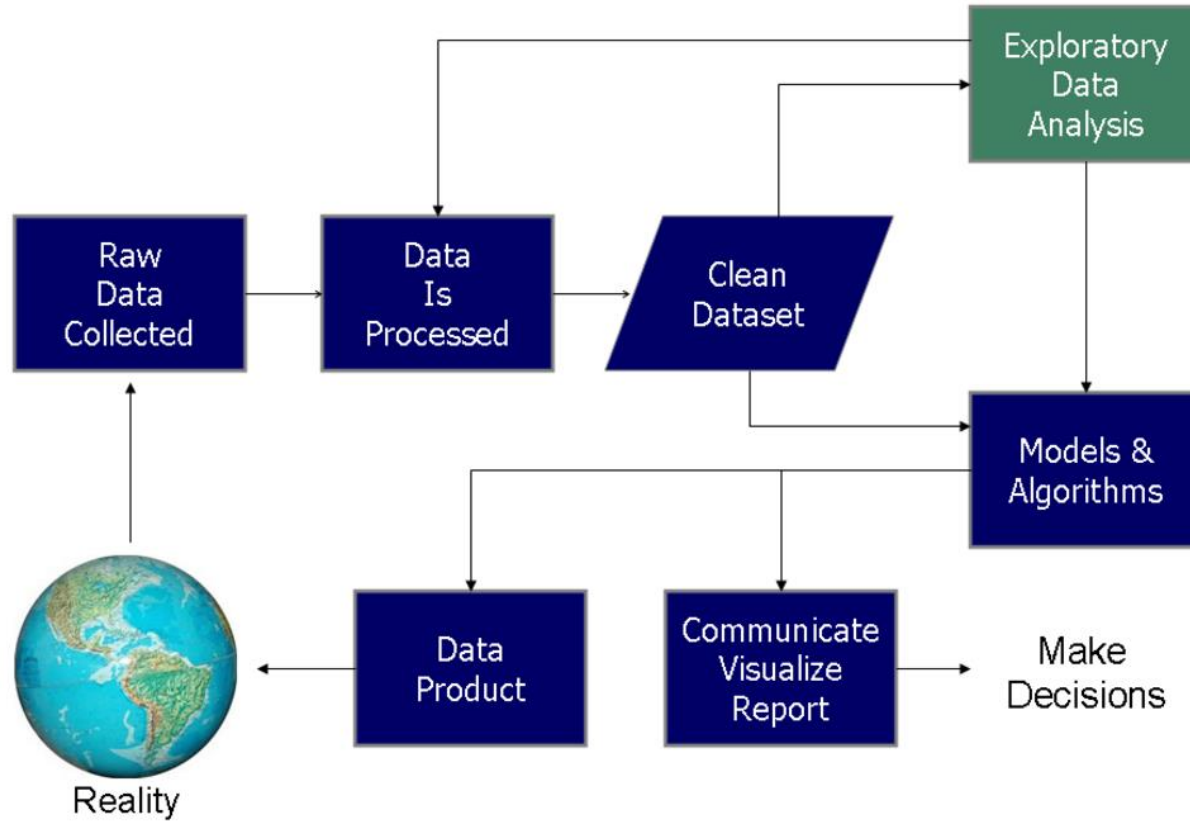 Exploratory
Data
Analysis
Raw
Data
Collected
Data
Is
Processed
Clean
Dataset
Models &
Algorithms
Data
Product
Communicate
Visualize
Report
Make
Decisions
Reality